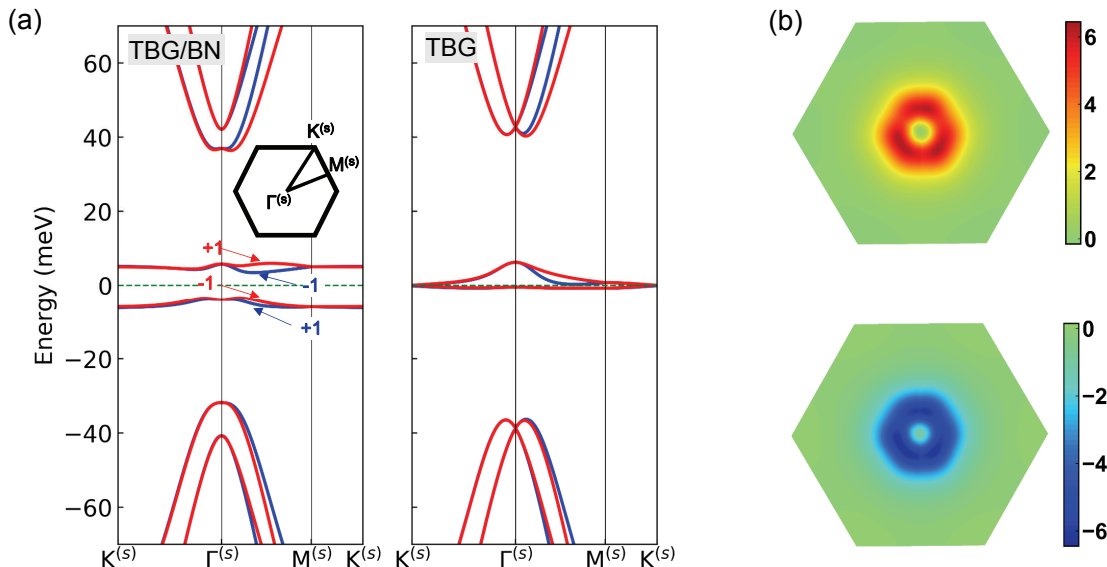 (a)
TBG/BN
TBG
Energy (meV)
60
40
20
0
−20
−40
−60
K(s)
M(s)
Γ(s)
+1
-1
-1
+1
K(s) Γ(s) M(s) K(s)
K(s) Γ(s) M(s) K(s)
(b)
6
4
2
0
0
−2
−4
−6